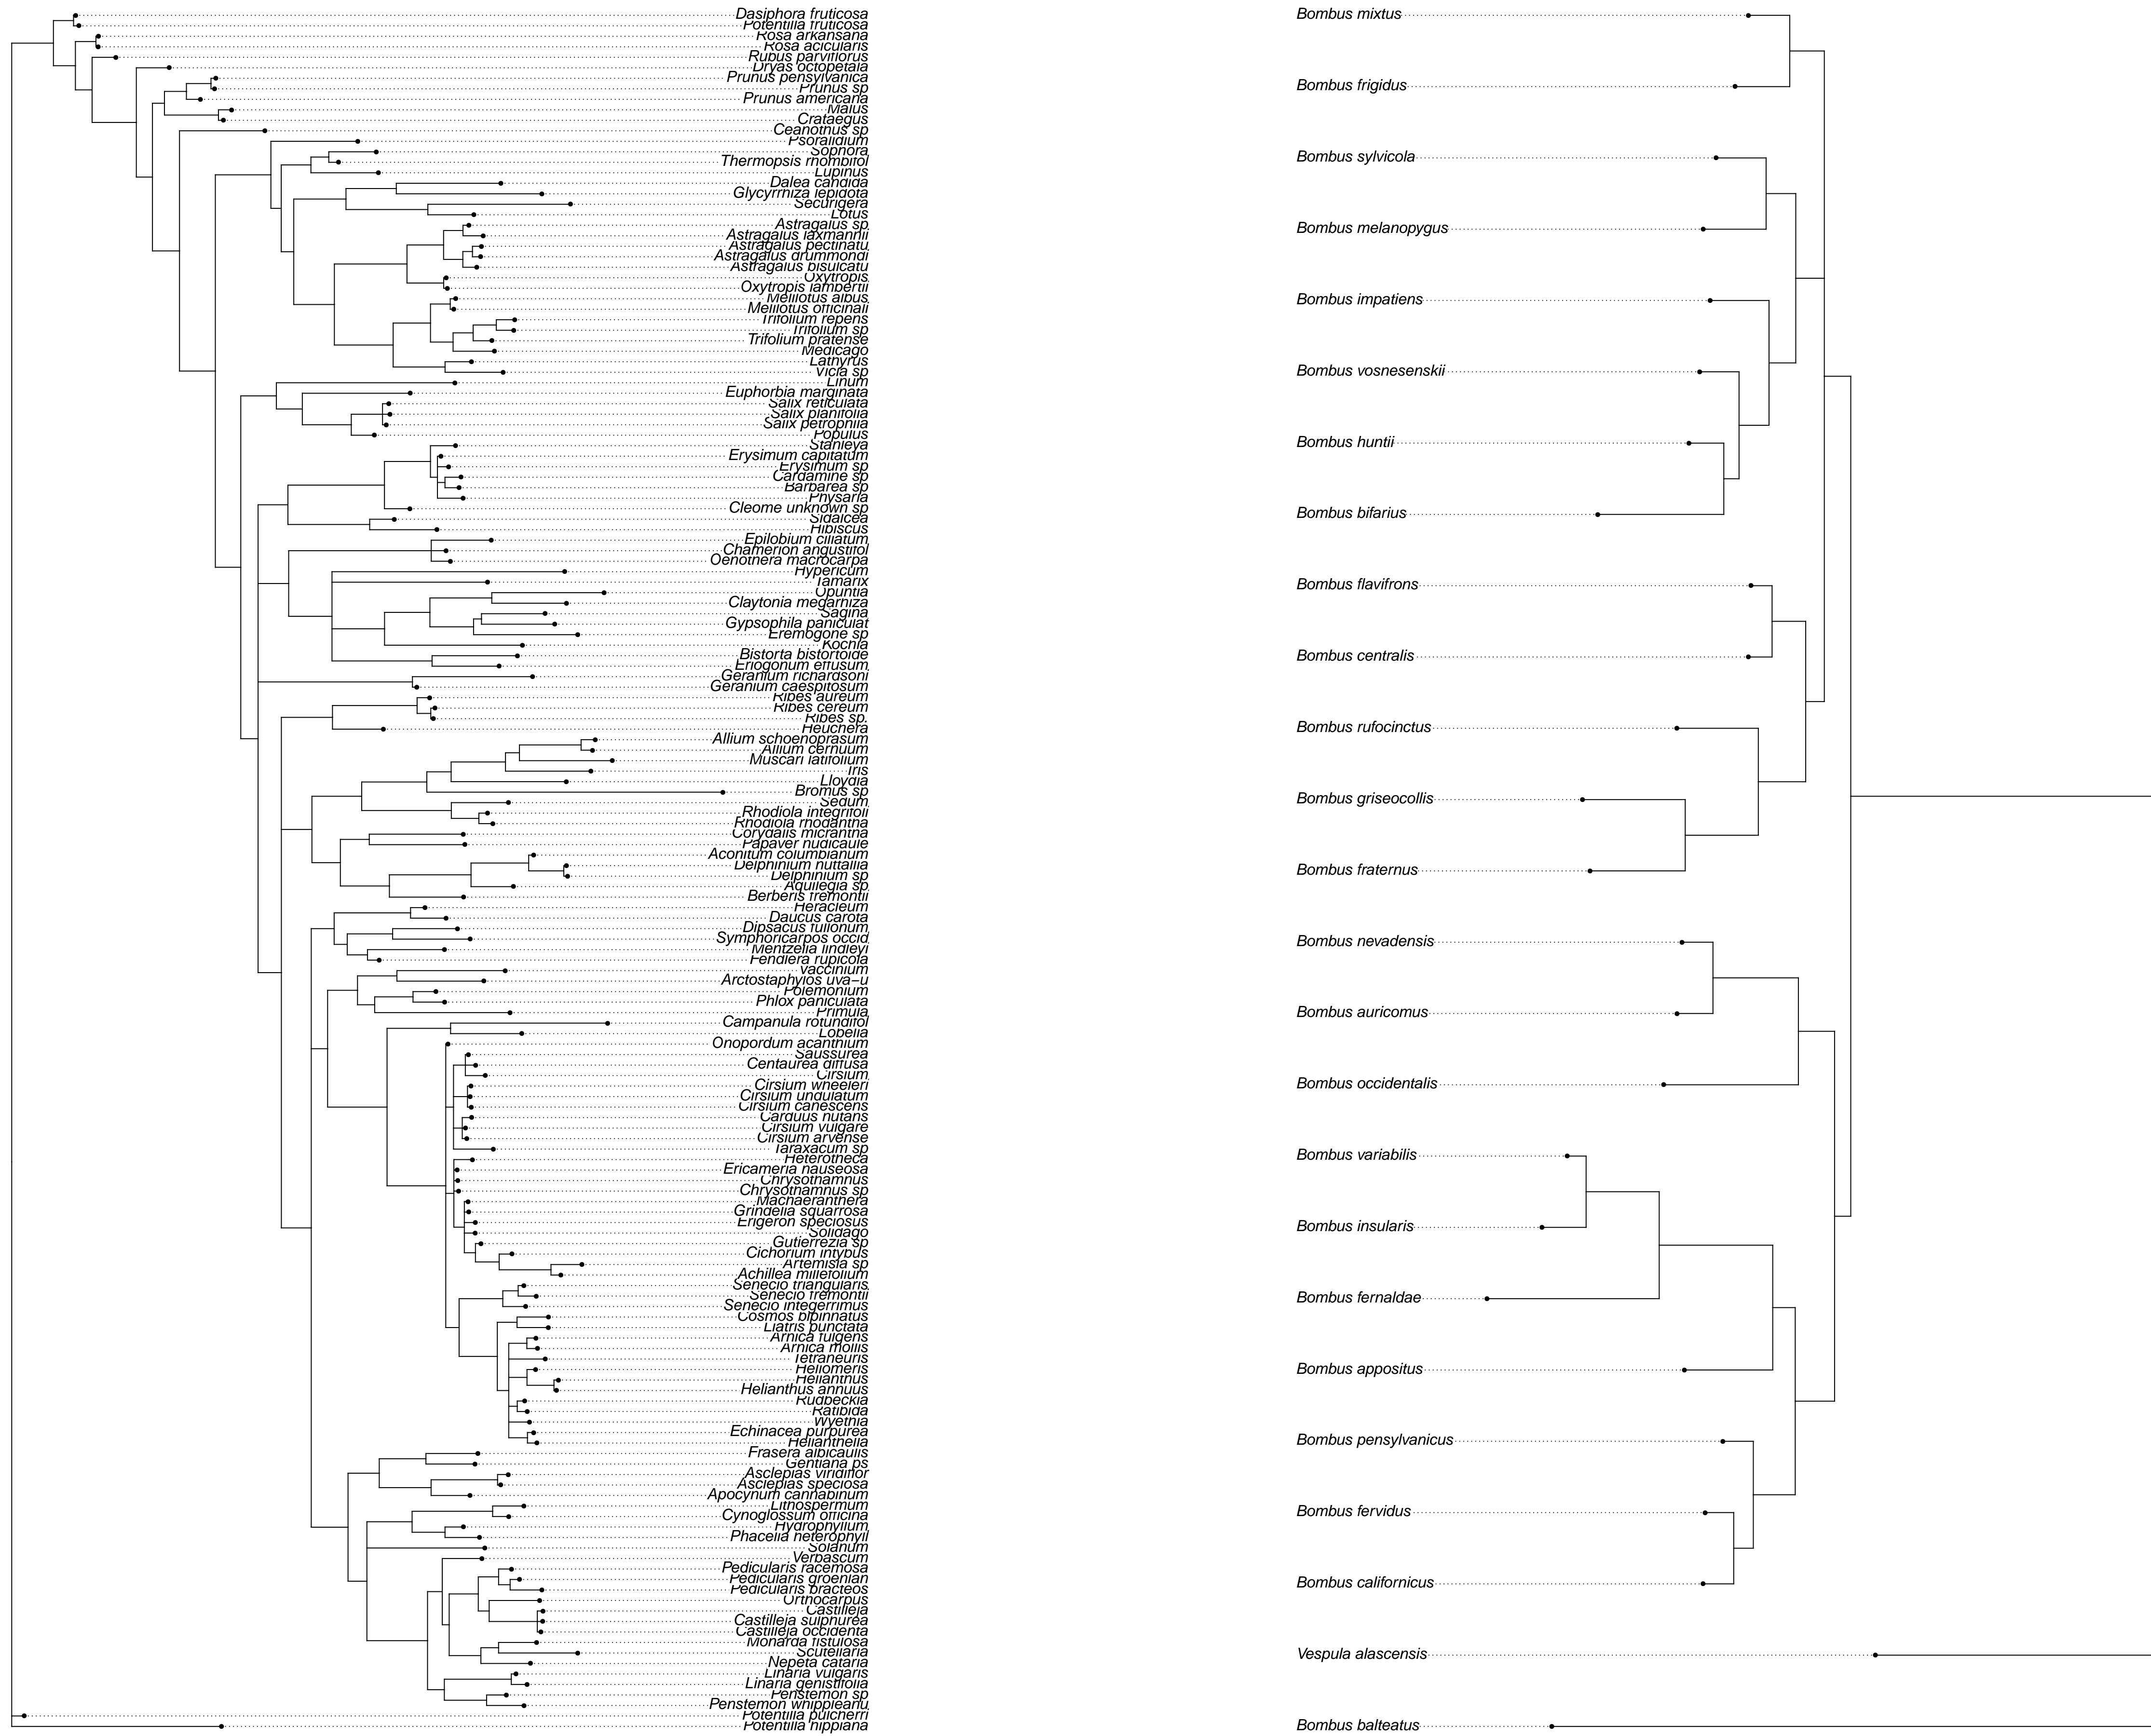 Dasiphora fruticosa
Potentilla fruticosa
Rosa arkansana
Rosa acicularis
Rubus parviflorus
Dryas octopetala
Prunus pensylvanica
Prunus sp
Prunus americana
Malus
Crataegus
Ceanothus sp
Psoralidium
Sophora
Thermopsis rhombifol
Lupinus
Dalea candida
Glycyrrhiza lepidota
Securigera
Lotus
Astragalus sp
Astragalus laxmannii
Astragalus pectinatu
Astragalus drummondi
Astragalus bisulcatu
Oxytropis
Oxytropis lambertii
Melilotus albus
Melilotus officinali
Trifolium repens
Trifolium sp
Trifolium pratense
Medicago
Lathyrus
Vicia sp
Linum
Euphorbia marginata
Salix reticulata
Salix planifolia
Salix petrophila
Populus
Stanleya
Erysimum capitatum
Erysimum sp
Cardamine sp
Barbarea sp
Physaria
Cleome unknown sp
Sidalcea
Hibiscus
Epilobium ciliatum
Chamerion angustifol
Oenothera macrocarpa
Hypericum
Tamarix
Opuntia
Claytonia megarhiza
Sagina
Gypsophila paniculat
Eremogone sp
Kochia
Bistorta bistortoide
Eriogonum effusum
Geranium richardsoni
Geranium caespitosum
Ribes aureum
Ribes cereum
Ribes sp.
Heuchera
Allium schoenoprasum
Allium cernuum
Muscari latifolium
Iris
Lloydia
Bromus sp
Sedum
Rhodiola integrifoli
Rhodiola rhodantha
Corydalis micrantha
Papaver nudicaule
Aconitum columbianum
Delphinium nuttallia
Delphinium sp
Aquilegia sp
Berberis fremontii
Heracleum
Daucus carota
Dipsacus fullonum
Symphoricarpos occid
Mentzelia lindleyi
Fendlera rupicola
Vaccinium
Arctostaphylos uva−u
Polemonium
Phlox paniculata
Primula
Campanula rotundifol
Lobelia
Onopordum acanthium
Saussurea
Centaurea diffusa
Cirsium
Cirsium wheeleri
Cirsium undulatum
Cirsium canescens
Carduus nutans
Cirsium vulgare
Cirsium arvense
Taraxacum sp
Heterotheca
Ericameria nauseosa
Chrysothamnus
Chrysothamnus sp
Machaeranthera
Grindelia squarrosa
Erigeron speciosus
Solidago
Gutierrezia sp
Cichorium intybus
Artemisia sp
Achillea millefolium
Senecio triangularis
Senecio fremontii
Senecio integerrimus
Cosmos bipinnatus
Liatris punctata
Arnica fulgens
Arnica mollis
Tetraneuris
Heliomeris
Helianthus
Helianthus annuus
Rudbeckia
Ratibida
Wyethia
Echinacea purpurea
Helianthella
Frasera albicaulis
Gentiana ps
Asclepias viridiflor
Asclepias speciosa
Apocynum cannabinum
Lithospermum
Cynoglossum officina
Hydrophyllum
Phacelia heterophyl
Solanum
Verbascum
Pedicularis racemosa
Pedicularis groenlan
Pedicularis bracteos
Orthocarpus
Castilleja
Castilleja sulphurea
Castilleja occidenta
Monarda fistulosa
Scutellaria
Nepeta cataria
Linaria vulgaris
Linaria genistifolia
Penstemon sp
Penstemon whippleanu
Potentilla pulcherri
Potentilla hippiana
Bombus mixtus
Bombus frigidus
Bombus sylvicola
Bombus melanopygus
Bombus impatiens
Bombus vosnesenskii
Bombus huntii
Bombus bifarius
Bombus flavifrons
Bombus centralis
Bombus rufocinctus
Bombus griseocollis
Bombus fraternus
Bombus nevadensis
Bombus auricomus
Bombus occidentalis
Bombus variabilis
Bombus insularis
Bombus fernaldae
Bombus appositus
Bombus pensylvanicus
Bombus fervidus
Bombus californicus
Vespula alascensis
Bombus balteatus